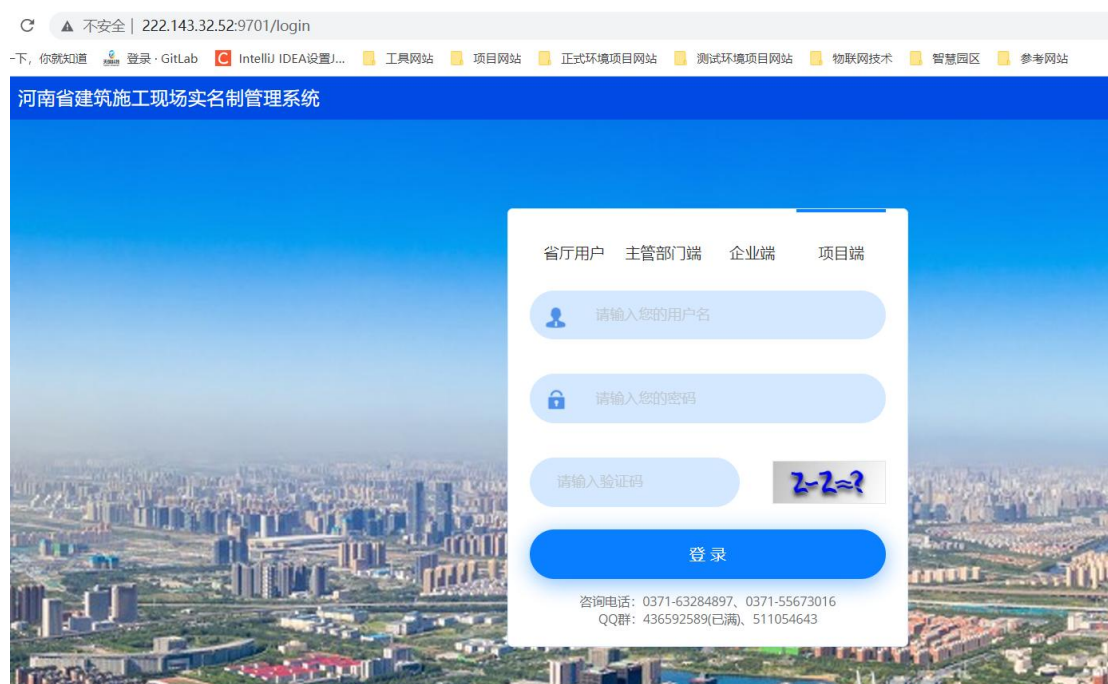 不安全 | 222.143.32.52:9701/login
一下，你就知道 登录 · GitLab IntelliJ IDEA设置J... 工具网站 项目网站 正式环境项目网站 测试环境项目网站 物联网技术 智慧园区 参考网站
河南省建筑施工现场实名制管理系统
省厅用户 主管部门端 企业端 项目端
请输入您的用户名
请输入您的密码
请输入验证码 2-2=?
登 录
咨询电话：0371-63284897、0371-55673016
QQ群：436592589(已满)、511054643